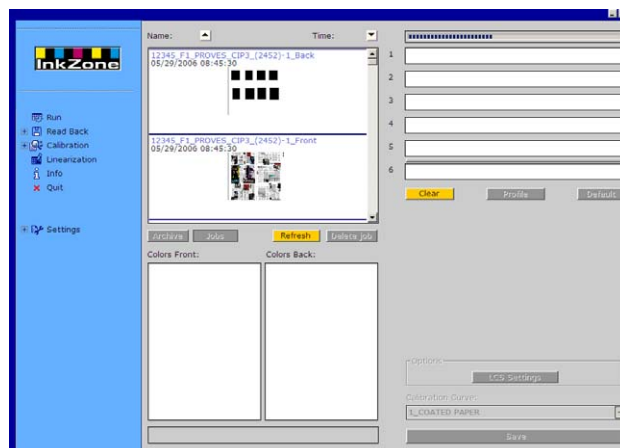 InkZone
Run
Read Back
Calibration
Linearization
Info
Quit
Settings
Name:
Time:
12345_F1_PROVES_CIP3_(2452)-1_Back
05/29/2006 08:45:30
12345_F1_PROVES_CIP3_(2452)-1_Front
05/29/2006 08:45:30
Archive
Jobs
Refresh
Delete job
Colors Front:
Colors Back:
1
2
3
4
5
6
Clear
Profile
Default
Options
LCS Settings
Caloration Curve:
1_COATED PAPER
Save